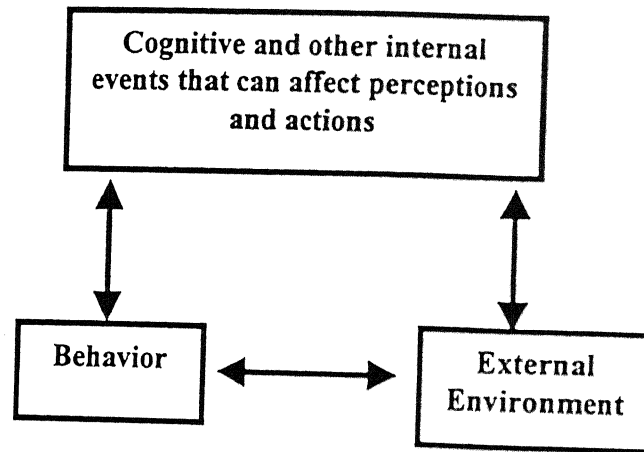 Cognitive and other internal
events that can affect perceptions
and actions
Behavior
External
Environment